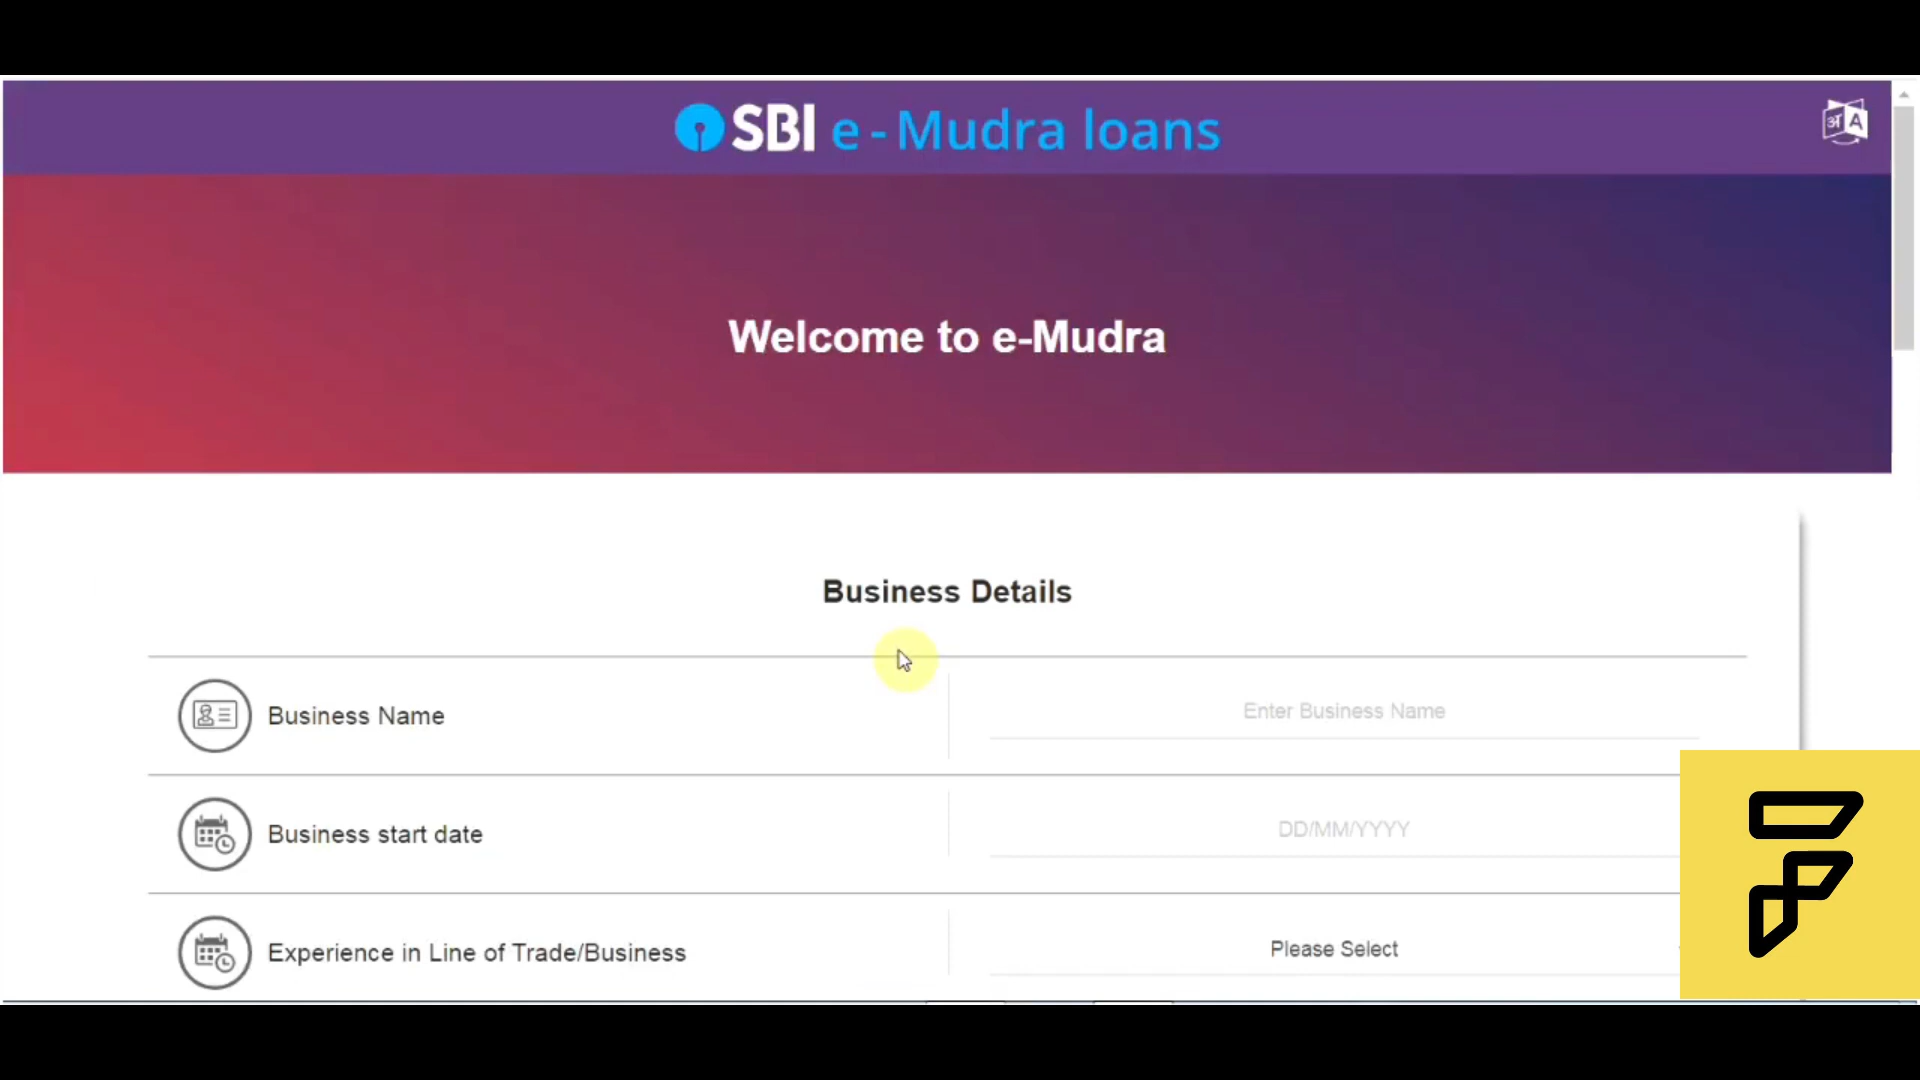 SBI e-Mudra loans
अ A
Welcome to e-Mudra
Business Details
Business Name
Enter Business Name
Business start date
DD/MM/YYYY
Experience in Line of Trade/Business
Please Select